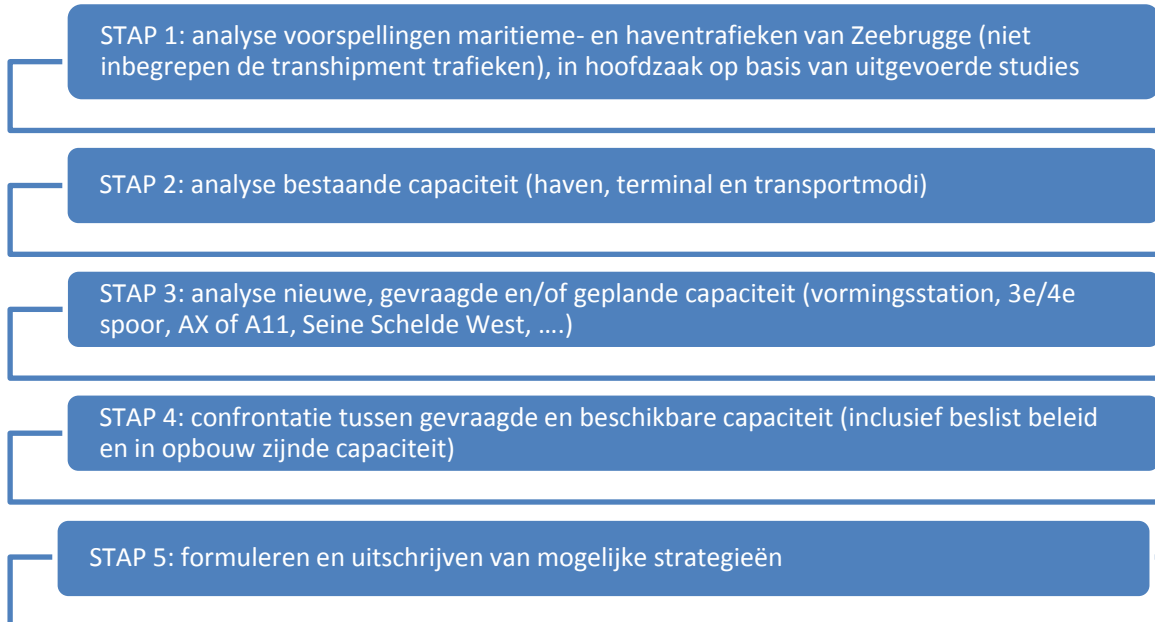 STAP 1: analyse voorspellingen maritieme- en haventrafieken van Zeebrugge (niet
inbegrepen de transhipment trafieken), in hoofdzaak op basis van uitgevoerde studies
STAP 2: analyse bestaande capaciteit (haven, terminal en transportmodi)
STAP 3: analyse nieuwe, gevraagde en/of geplande capaciteit (vormingsstation, 3e/4e
spoor, AX of A11, Seine Schelde West, ....)
STAP 4: confrontatie tussen gevraagde en beschikbare capaciteit (inclusief beslist beleid
en in opbouw zijnde capaciteit)
STAP 5: formuleren en uitschrijven van mogelijke strategieën